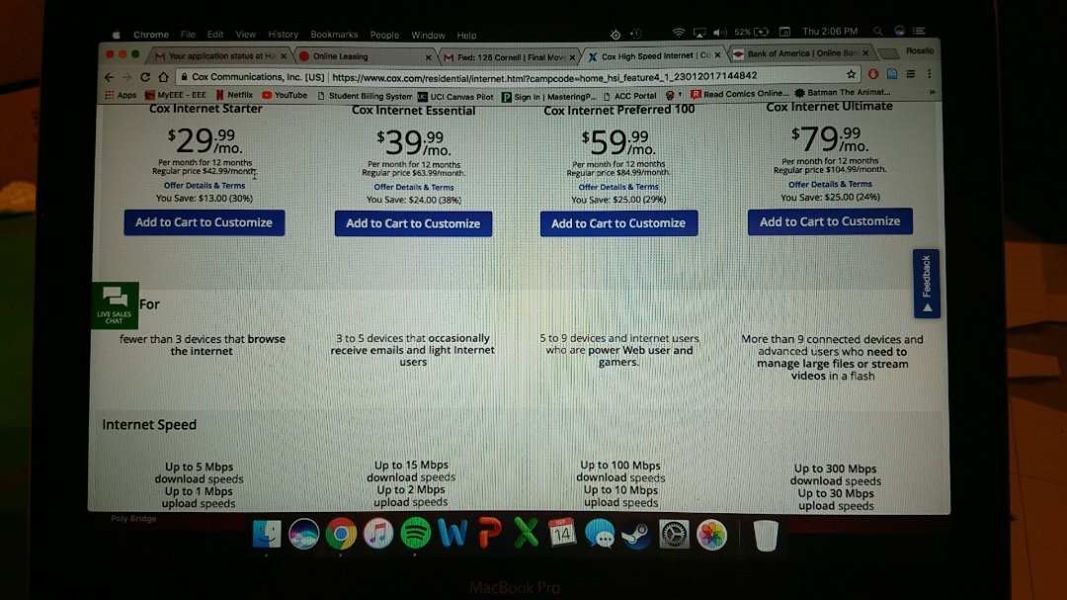 Chrome File Edit View History Bookmarks People Window Help 52% Thu 2:06 PM
Your application status at Ha
Online Leasing
Fwd: 126 Cornell | Final Move
Cox High Speed Internet | Co
Bank of America | Online Ban
Rosello
Cox Communications, Inc. [US] | https://www.cox.com/residential/internet.html?campcode=home_hsi_feature4_1_23012017144842
Apps MyEEE - EEE Netflix YouTube Student Billing System UCI Canvas Pilot Sign In | MasteringP... ACC Portal Read Comics Online... Batman The Animat...
Cox Internet Starter
$29.99/mo.
Per month for 12 months
Regular price $42.99/month.
Offer Details & Terms
You Save: $13.00 (30%)
Add to Cart to Customize
Cox Internet Essential
$39.99/mo.
Per month for 12 months
Regular price $63.99/month.
Offer Details & Terms
You Save: $24.00 (38%)
Add to Cart to Customize
Cox Internet Preferred 100
$59.99/mo.
Per month for 12 months
Regular price $84.99/month.
Offer Details & Terms
You Save: $25.00 (29%)
Add to Cart to Customize
Cox Internet Ultimate
$79.99/mo.
Per month for 12 months
Regular price $104.99/month.
Offer Details & Terms
You Save: $25.00 (24%)
Add to Cart to Customize
Feedback
LIVE SALES
CHAT
For
fewer than 3 devices that browse
the internet
3 to 5 devices that occasionally
receive emails and light Internet
users
5 to 9 devices and internet users
who are power Web user and
gamers.
More than 9 connected devices and
advanced users who need to
manage large files or stream
videos in a flash
Internet Speed
Up to 5 Mbps
download speeds
Up to 1 Mbps
upload speeds
Up to 15 Mbps
download speeds
Up to 2 Mbps
upload speeds
Up to 100 Mbps
download speeds
Up to 10 Mbps
upload speeds
Up to 300 Mbps
download speeds
Up to 30 Mbps
upload speeds
Poly Bridge
14
MacBook Pro